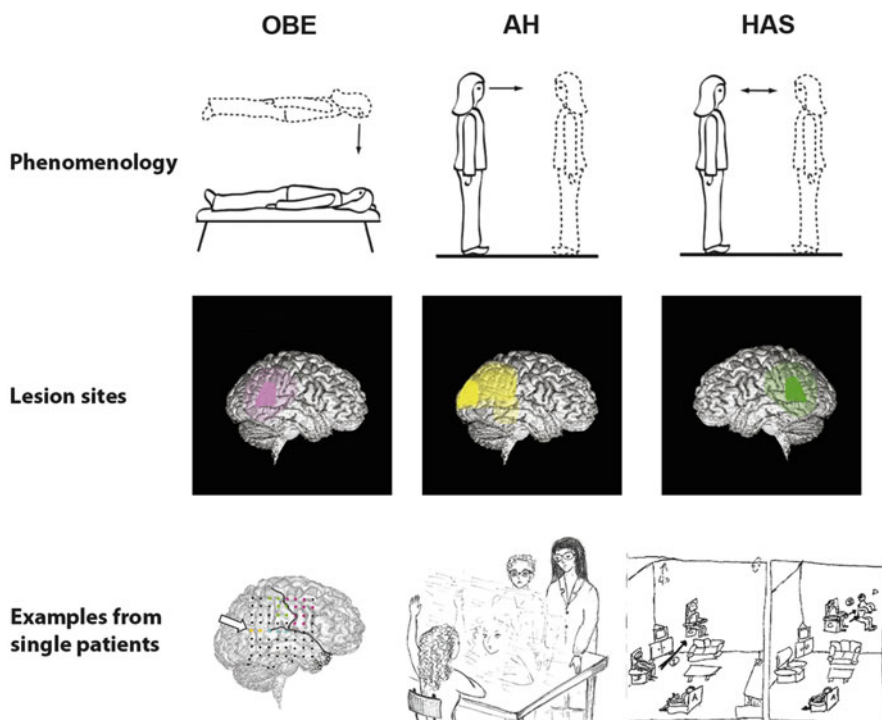 OBE AH HAS
Phenomenology
Lesion sites
Examples from
single patients
A
A